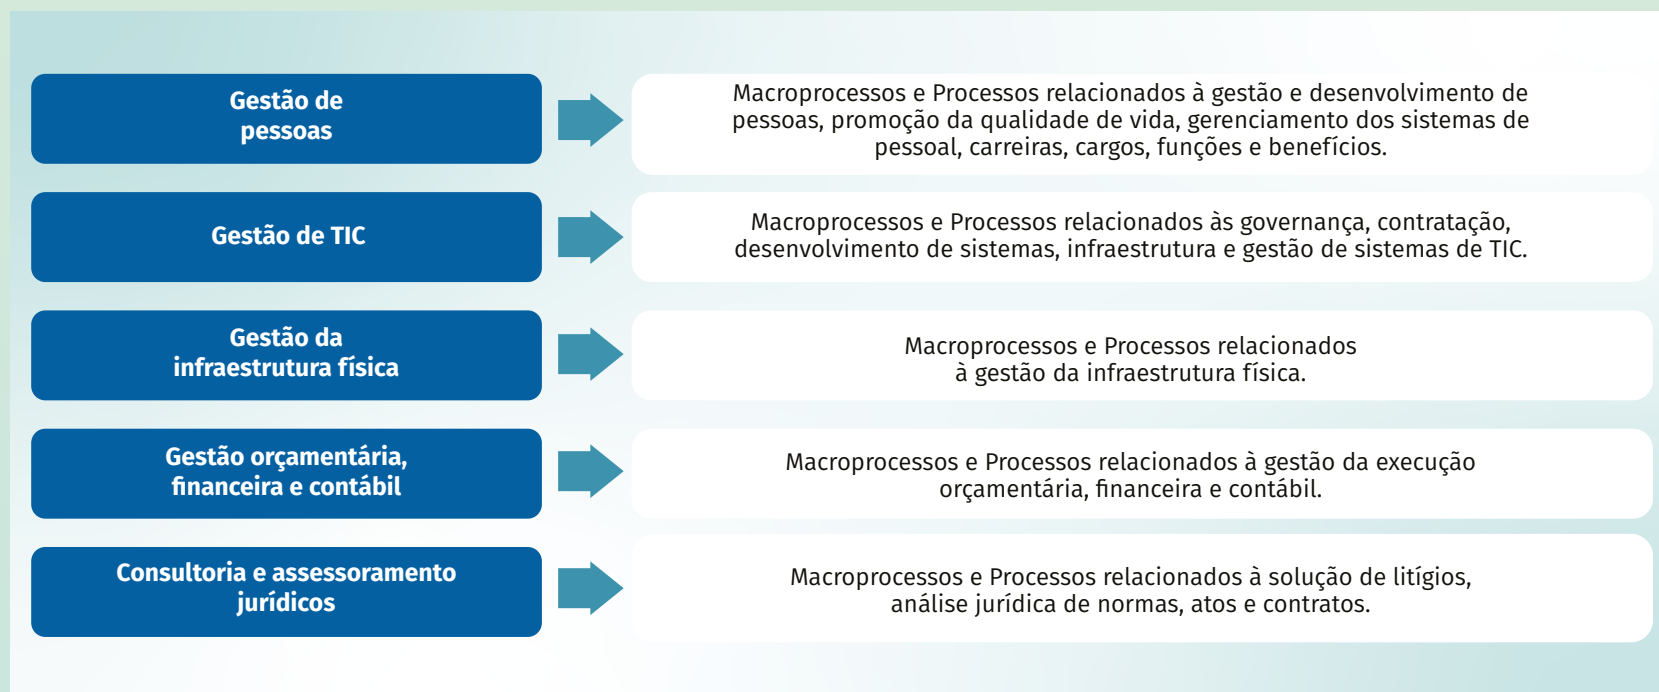 Gestão de
pessoas
Macroprocessos e Processos relacionados à gestão e desenvolvimento de
pessoas, promoção da qualidade de vida, gerenciamento dos sistemas de
pessoal, carreiras, cargos, funções e benefícios.
Gestão de TIC
Macroprocessos e Processos relacionados às governança, contratação,
desenvolvimento de sistemas, infraestrutura e gestão de sistemas de TIC.
Gestão da
infraestrutura física
Macroprocessos e Processos relacionados
à gestão da infraestrutura física.
Gestão orçamentária,
financeira e contábil
Macroprocessos e Processos relacionados à gestão da execução
orçamentária, financeira e contábil.
Consultoria e assessoramento
jurídicos
Macroprocessos e Processos relacionados à solução de litígios,
análise jurídica de normas, atos e contratos.